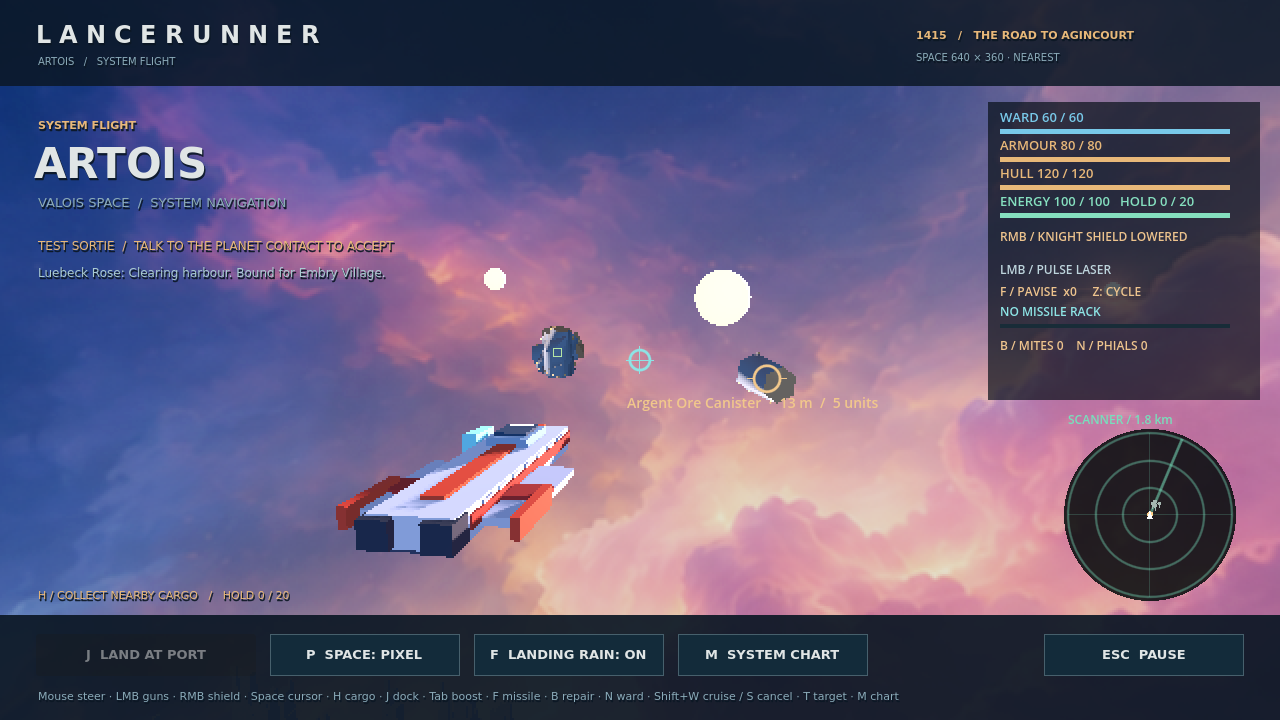 LANCERUNNER
ARTOIS / SYSTEM FLIGHT
1415 / THE ROAD TO AGINCOURT
SPACE 640 × 360 · NEAREST
SYSTEM FLIGHT
ARTOIS
VALOIS SPACE / SYSTEM NAVIGATION
TEST SORTIE / TALK TO THE PLANET CONTACT TO ACCEPT
Luebeck Rose: Clearing harbour. Bound for Embry Village.
WARD 60 / 60
ARMOUR 80 / 80
HULL 120 / 120
ENERGY 100 / 100 HOLD 0 / 20
RMB / KNIGHT SHIELD LOWERED
LMB / PULSE LASER
F / PAVISE x0 Z: CYCLE
NO MISSILE RACK
B / MITES 0 N / PHIALS 0
Argent Ore Canister 13 m / 5 units
SCANNER / 1.8 km
H / COLLECT NEARBY CARGO / HOLD 0 / 20
J LAND AT PORT
P SPACE: PIXEL
F LANDING RAIN: ON
M SYSTEM CHART
ESC PAUSE
Mouse steer · LMB guns · RMB shield · Space cursor · H cargo · J dock · Tab boost · F missile · B repair · N ward · Shift+W cruise / S cancel · T target · M chart